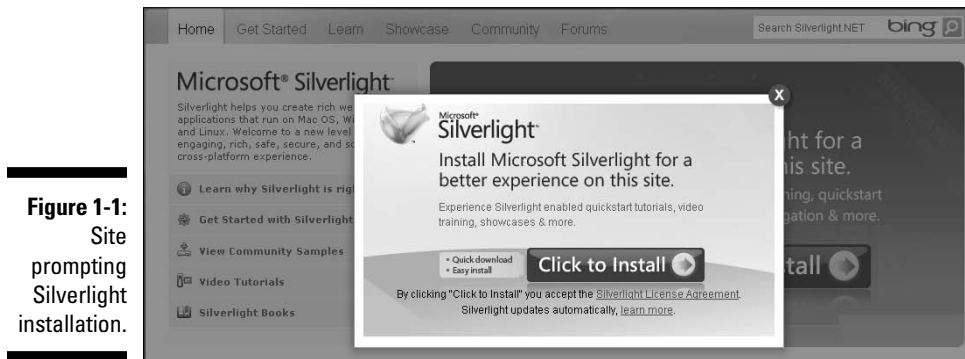 Home Get Started Learn Showcase Community Forums
Search Silverlight.NET bing
Microsoft® Silverlight™
Silverlight helps you create rich we
applications that run on Mac OS, Wi
and Linux. Welcome to a new level
engaging, rich, safe, secure, and sc
cross-platform experience.
Learn why Silverlight is rig
Get Started with Silverlight
View Community Samples
Video Tutorials
Silverlight Books
X
Microsoft®
Silverlight™
Install Microsoft Silverlight for a
better experience on this site.
Experience Silverlight enabled quickstart tutorials, video
training, showcases & more.
• Quick download
• Easy install
Click to Install
By clicking "Click to Install" you accept the Silverlight License Agreement.
Silverlight updates automatically, learn more.
ht for a
is site.
ning, quickstart
gation & more.
tall
Figure 1-1:
Site
prompting
Silverlight
installation.